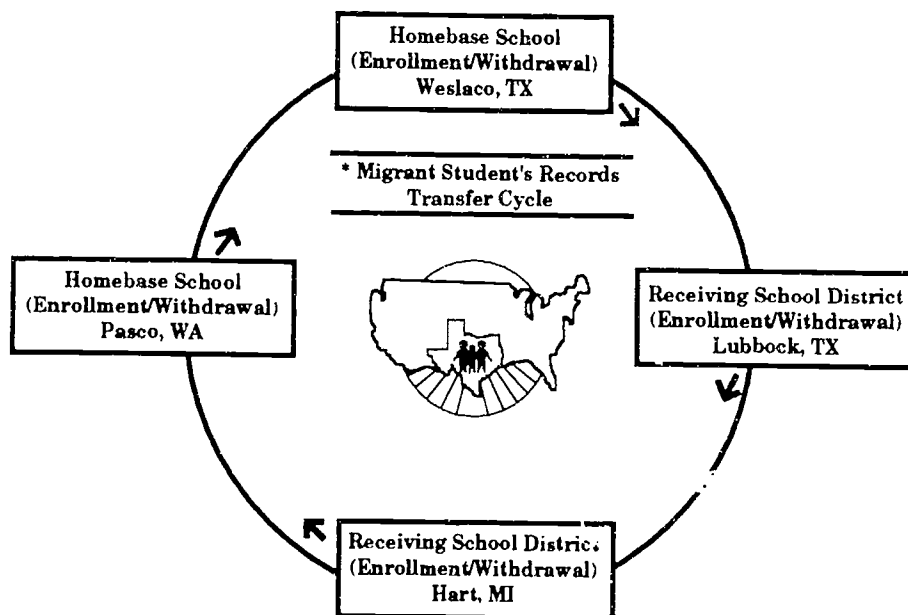 Homebase School
(Enrollment/Withdrawal)
Weslaco, TX
* Migrant Student's Records
Transfer Cycle
Homebase School
(Enrollment/Withdrawal)
Pasco, WA
Receiving School District
(Enrollment/Withdrawal)
Lubbock, TX
Receiving School District
(Enrollment/Withdrawal)
Hart, MI